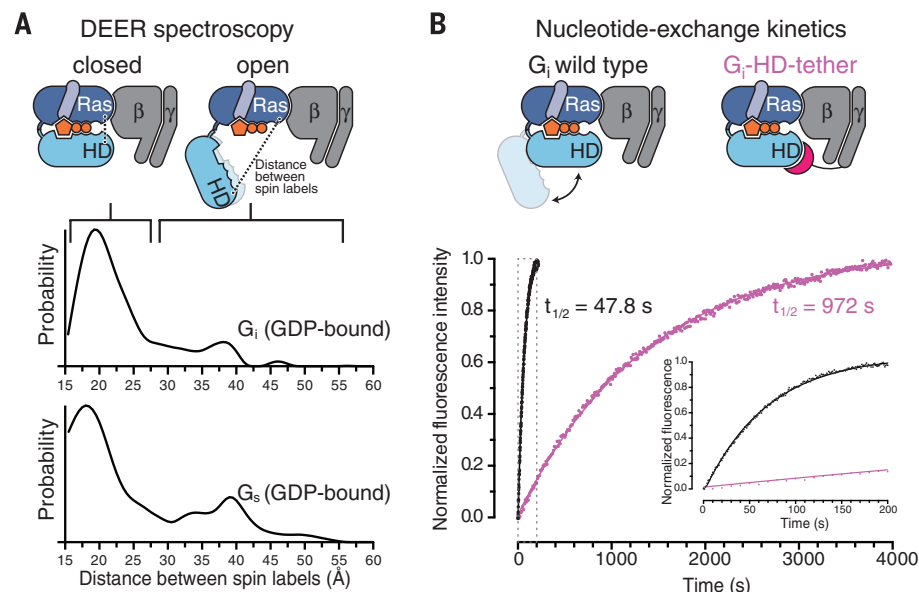 A
DEER spectroscopy
closed
open
Ras
β
γ
HD
Ras
β
γ
HD
Distance
between
spin labels
Probability
Gi (GDP-bound)
15 20 25 30 35 40 45 50 55 60
Probability
Gs (GDP-bound)
15 20 25 30 35 40 45 50 55 60
Distance between spin labels (Å)
B
Nucleotide-exchange kinetics
Gi wild type
Gi-HD-tether
Ras
β
γ
HD
Ras
β
γ
HD
Normalized fluorescence intensity
1.0
0.8
0.6
0.4
0.2
0.0
t1/2 = 47.8 s
t1/2 = 972 s
0 1000 2000 3000 4000
Time (s)
Normalized fluorescence
1.0
0.8
0.6
0.4
0.2
0.0
0 50 100 150 200
Time (s)